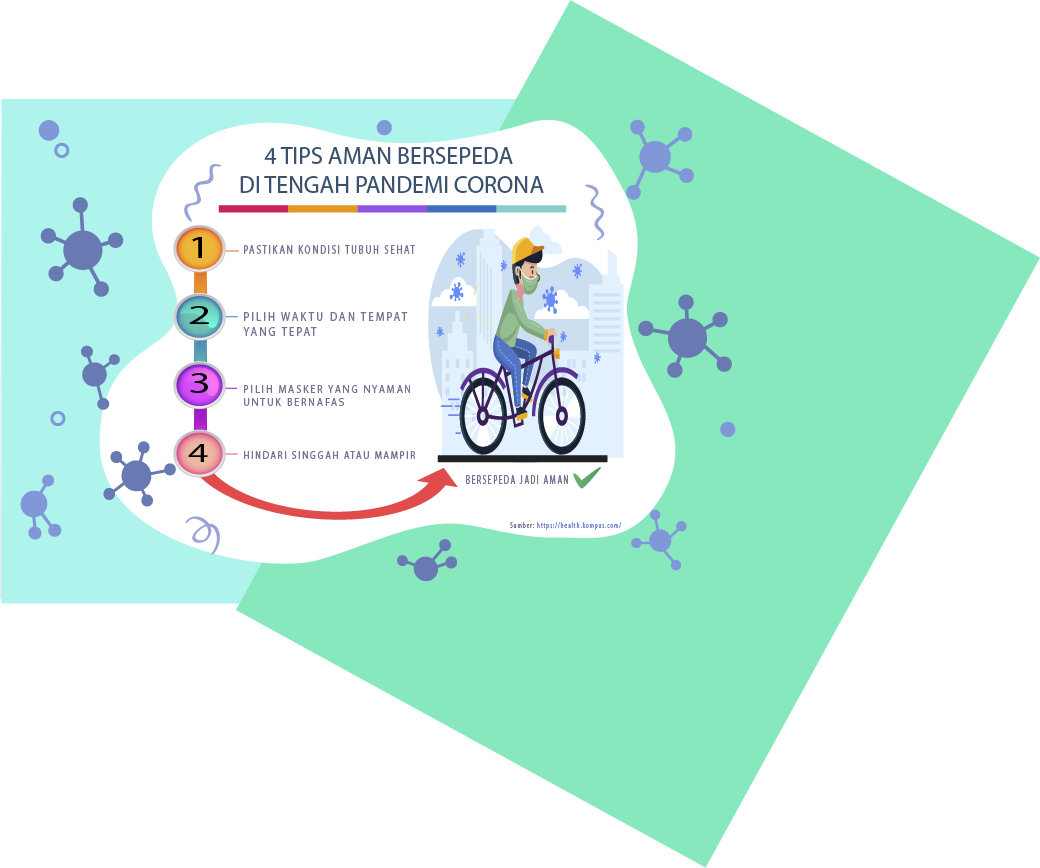 4 TIPS AMAN BERSEPEDA
DI TENGAH PANDEMI CORONA
1
PASTIKAN KONDISI TUBUH SEHAT
2
PILIH WAKTU DAN TEMPAT
YANG TEPAT
3
PILIH MASKER YANG NYAMAN
UNTUK BERNAFAS
4
HINDARI SINGGAH ATAU MAMPIR
BERSEPEDA JADI AMAN
Sumber: https://health.kompas.com/